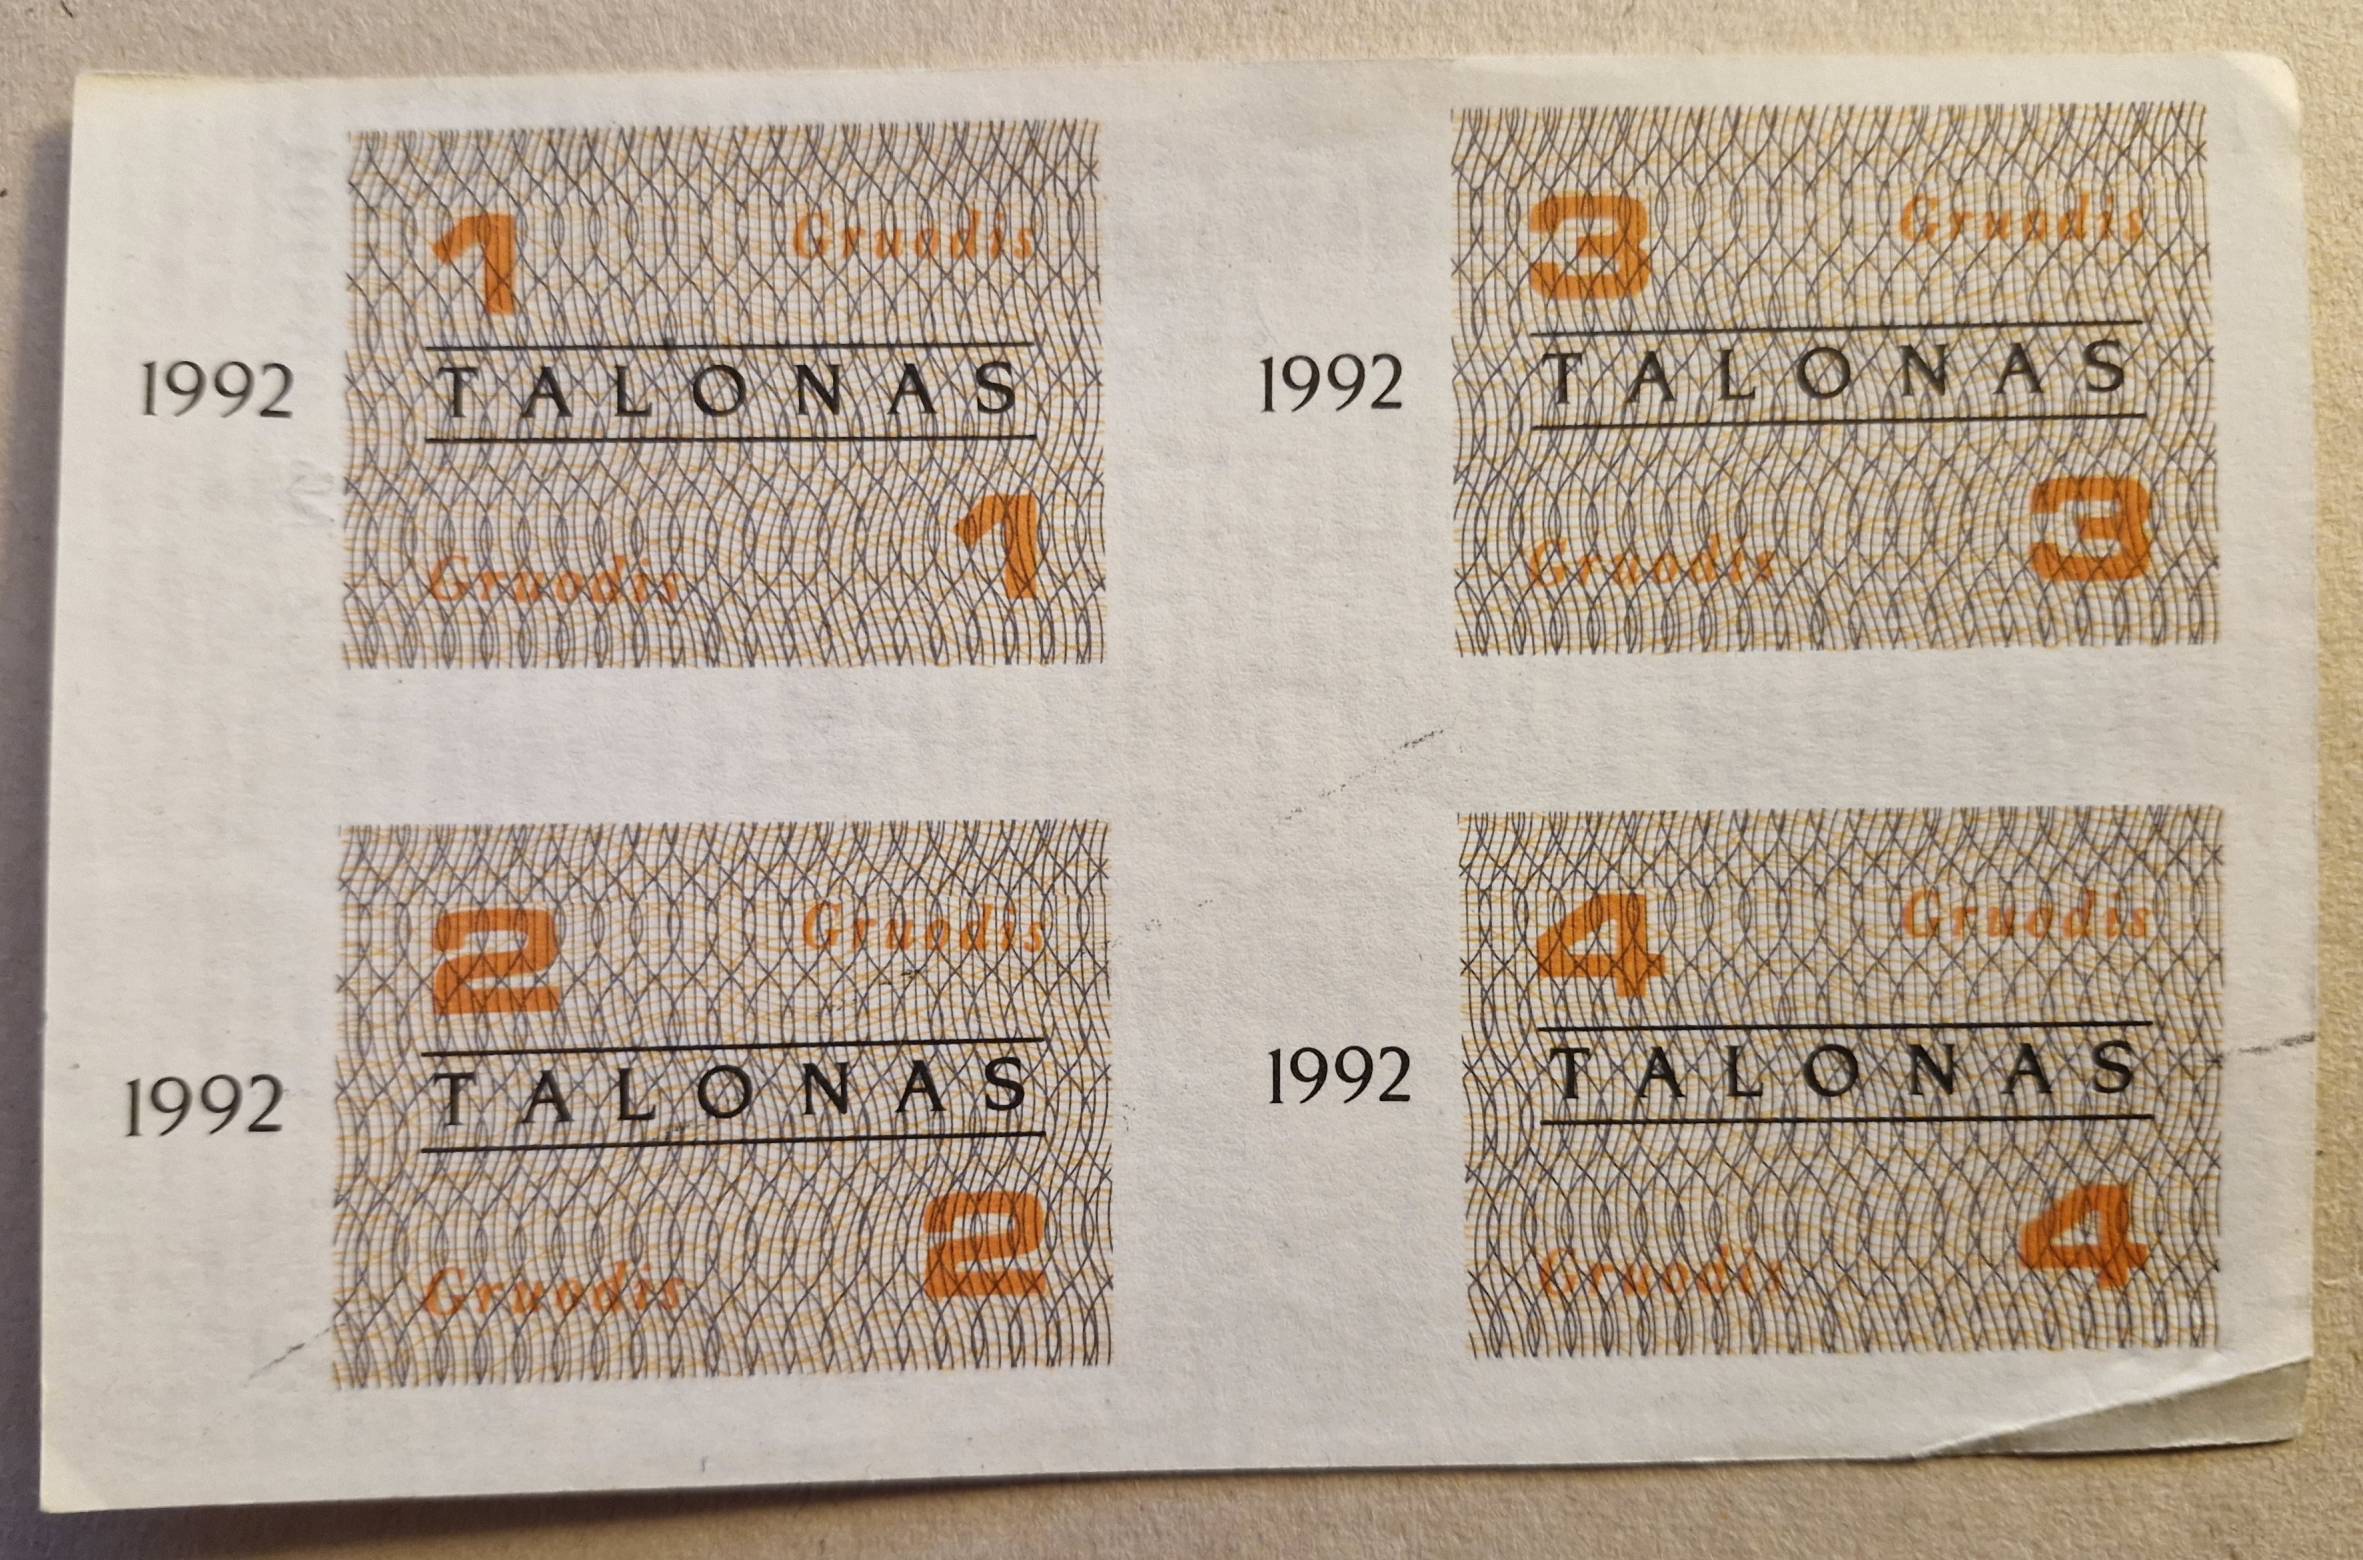 1 Gruodis
1992 TALONAS
Gruodis 1
3 Gruodis
1992 TALONAS
Gruodis 3
2 Gruodis
1992 TALONAS
Gruodis 2
4 Gruodis
1992 TALONAS
Gruodis 4